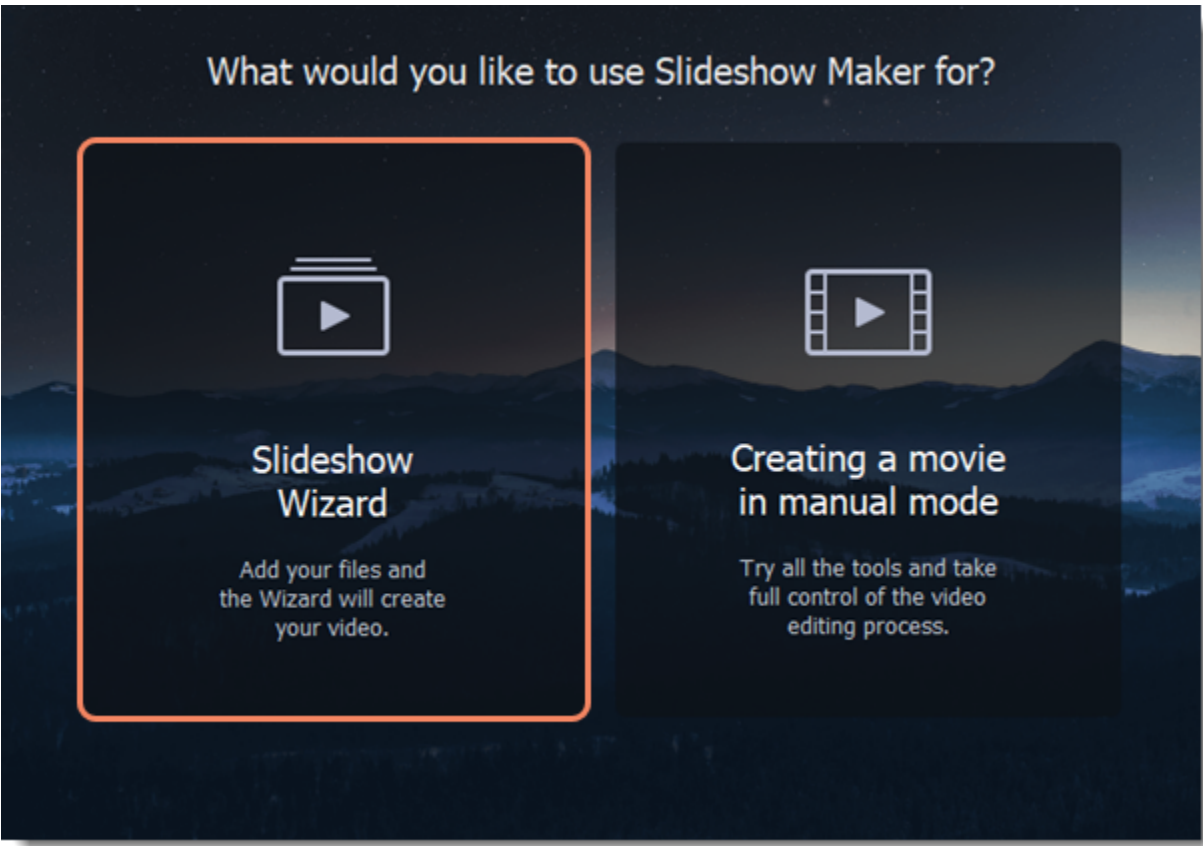 What would you like to use Slideshow Maker for?
Slideshow
Wizard
Add your files and
the Wizard will create
your video.
Creating a movie
in manual mode
Try all the tools and take
full control of the video
editing process.